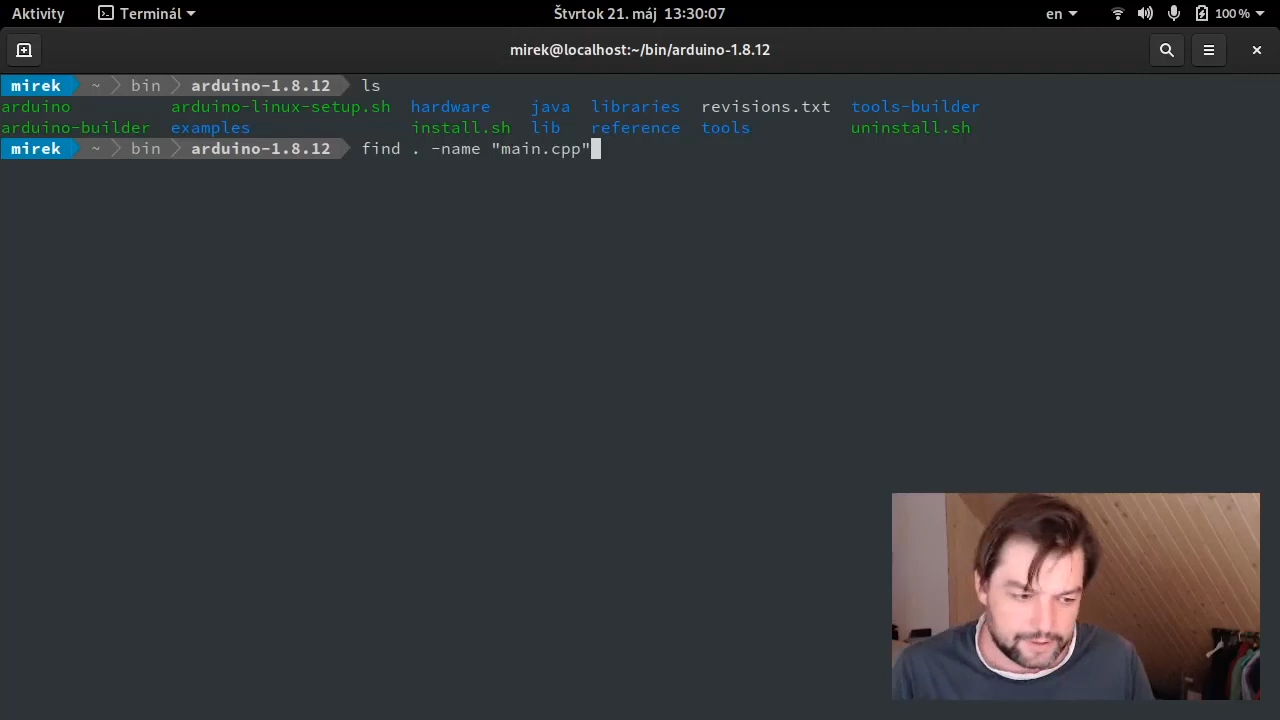 Aktivity Terminál Štvrtok 21. máj 13:30:07 en 100 %
mirek@localhost:~/bin/arduino-1.8.12
mirek ~ bin arduino-1.8.12 ls
arduino arduino-linux-setup.sh hardware java libraries revisions.txt tools-builder
arduino-builder examples install.sh lib reference tools uninstall.sh
mirek ~ bin arduino-1.8.12 find . -name "main.cpp"